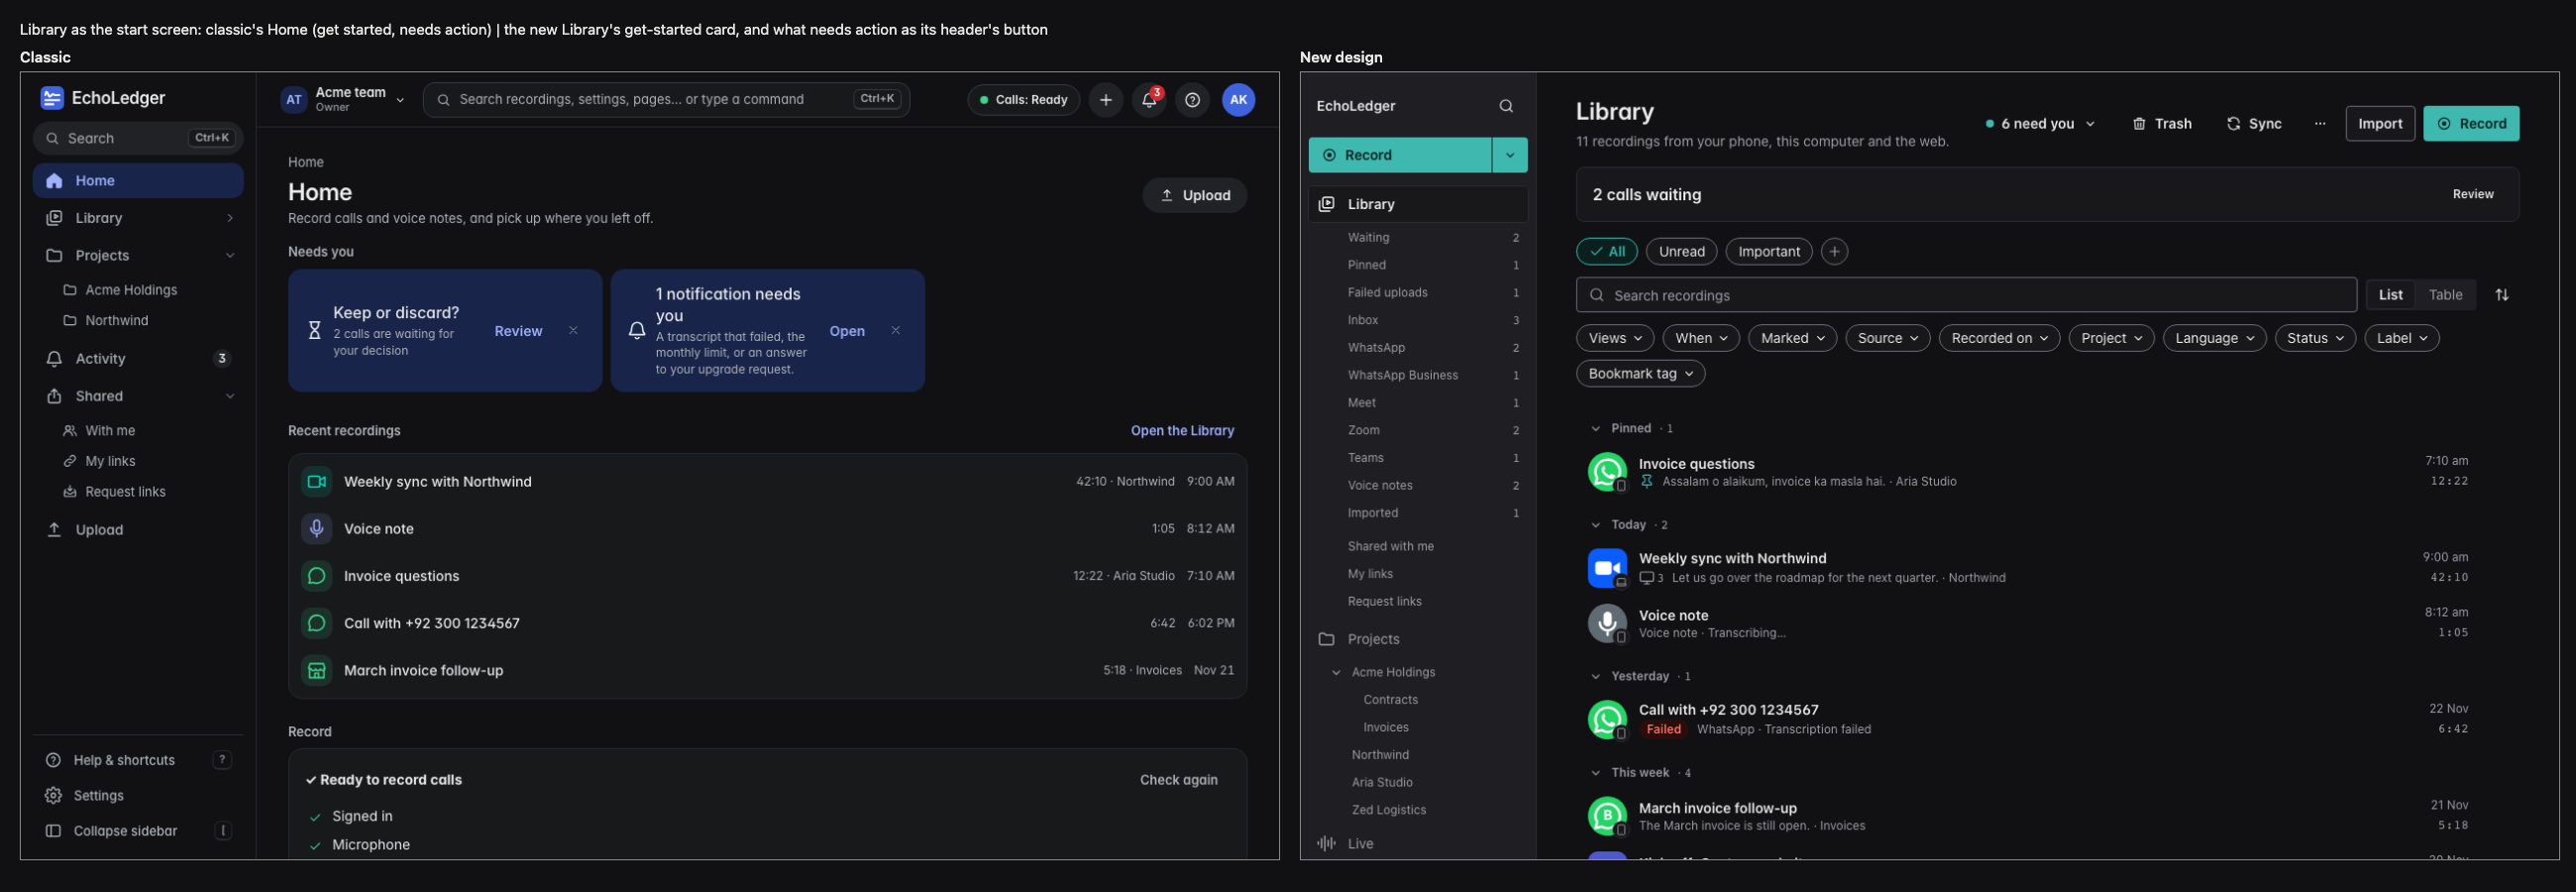 Library as the start screen: classic's Home (get started, needs action) | the new Library's get-started card, and what needs action as its header's button
Classic
EchoLedger
Search Ctrl+K
Home
Library
Projects
Acme Holdings
Northwind
Activity 3
Shared
With me
My links
Request links
Upload
Help & shortcuts ?
Settings
Collapse sidebar [
AT Acme team
Owner
Search recordings, settings, pages... or type a command Ctrl+K
Calls: Ready
3
AK
Home
Home
Record calls and voice notes, and pick up where you left off.
Upload
Needs you
Keep or discard?
2 calls are waiting for
your decision
Review
1 notification needs
you
A transcript that failed, the
monthly limit, or an answer
to your upgrade request.
Open
Recent recordings Open the Library
Weekly sync with Northwind 42:10 · Northwind 9:00 AM
Voice note 1:05 8:12 AM
Invoice questions 12:22 · Aria Studio 7:10 AM
Call with +92 300 1234567 6:42 6:02 PM
March invoice follow-up 5:18 · Invoices Nov 21
Record
Ready to record calls Check again
Signed in
Microphone
New design
EchoLedger
Record
Library
Waiting 2
Pinned 1
Failed uploads 1
Inbox 3
WhatsApp 2
WhatsApp Business 1
Meet 1
Zoom 2
Teams 1
Voice notes 2
Imported 1
Shared with me
My links
Request links
Projects
Acme Holdings
Contracts
Invoices
Northwind
Aria Studio
Zed Logistics
Live
Library
11 recordings from your phone, this computer and the web.
6 need you Trash Sync ... Import Record
2 calls waiting Review
All Unread Important +
Search recordings List Table
Views When Marked Source Recorded on Project Language Status Label
Bookmark tag
Pinned · 1
Invoice questions 7:10 am
Assalam o alaikum, invoice ka masla hai. · Aria Studio 12:22
Today · 2
Weekly sync with Northwind 9:00 am
3 Let us go over the roadmap for the next quarter. · Northwind 42:10
Voice note 8:12 am
Voice note · Transcribing... 1:05
Yesterday · 1
Call with +92 300 1234567 22 Nov
Failed WhatsApp · Transcription failed 6:42
This week · 4
B March invoice follow-up 21 Nov
The March invoice is still open. · Invoices 5:18